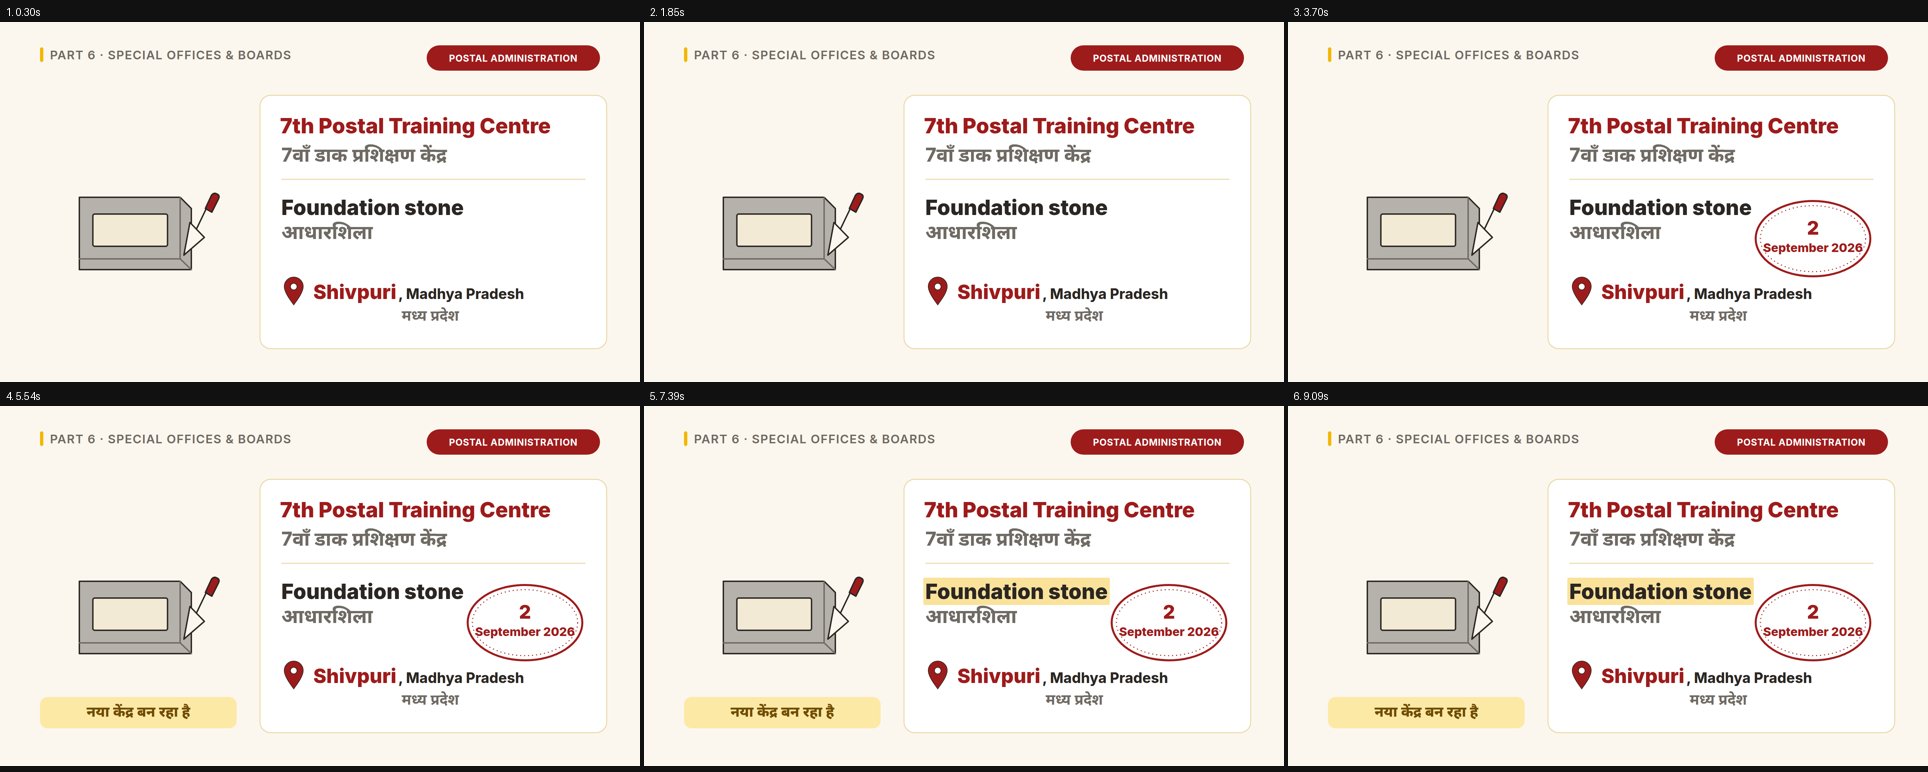 1. 0.30s
PART 6 · SPECIAL OFFICES & BOARDS
POSTAL ADMINISTRATION
7th Postal Training Centre
7वाँ डाक प्रशिक्षण केंद्र
Foundation stone
आधारशिला
Shivpuri, Madhya Pradesh
मध्य प्रदेश
2. 1.85s
PART 6 · SPECIAL OFFICES & BOARDS
POSTAL ADMINISTRATION
7th Postal Training Centre
7वाँ डाक प्रशिक्षण केंद्र
Foundation stone
आधारशिला
Shivpuri, Madhya Pradesh
मध्य प्रदेश
3. 3.70s
PART 6 · SPECIAL OFFICES & BOARDS
POSTAL ADMINISTRATION
7th Postal Training Centre
7वाँ डाक प्रशिक्षण केंद्र
Foundation stone
आधारशिला
2
September 2026
Shivpuri, Madhya Pradesh
मध्य प्रदेश
4. 5.54s
PART 6 · SPECIAL OFFICES & BOARDS
POSTAL ADMINISTRATION
7th Postal Training Centre
7वाँ डाक प्रशिक्षण केंद्र
Foundation stone
आधारशिला
2
September 2026
Shivpuri, Madhya Pradesh
मध्य प्रदेश
नया केंद्र बन रहा है
5. 7.39s
PART 6 · SPECIAL OFFICES & BOARDS
POSTAL ADMINISTRATION
7th Postal Training Centre
7वाँ डाक प्रशिक्षण केंद्र
Foundation stone
आधारशिला
2
September 2026
Shivpuri, Madhya Pradesh
मध्य प्रदेश
नया केंद्र बन रहा है
6. 9.09s
PART 6 · SPECIAL OFFICES & BOARDS
POSTAL ADMINISTRATION
7th Postal Training Centre
7वाँ डाक प्रशिक्षण केंद्र
Foundation stone
आधारशिला
2
September 2026
Shivpuri, Madhya Pradesh
मध्य प्रदेश
नया केंद्र बन रहा है